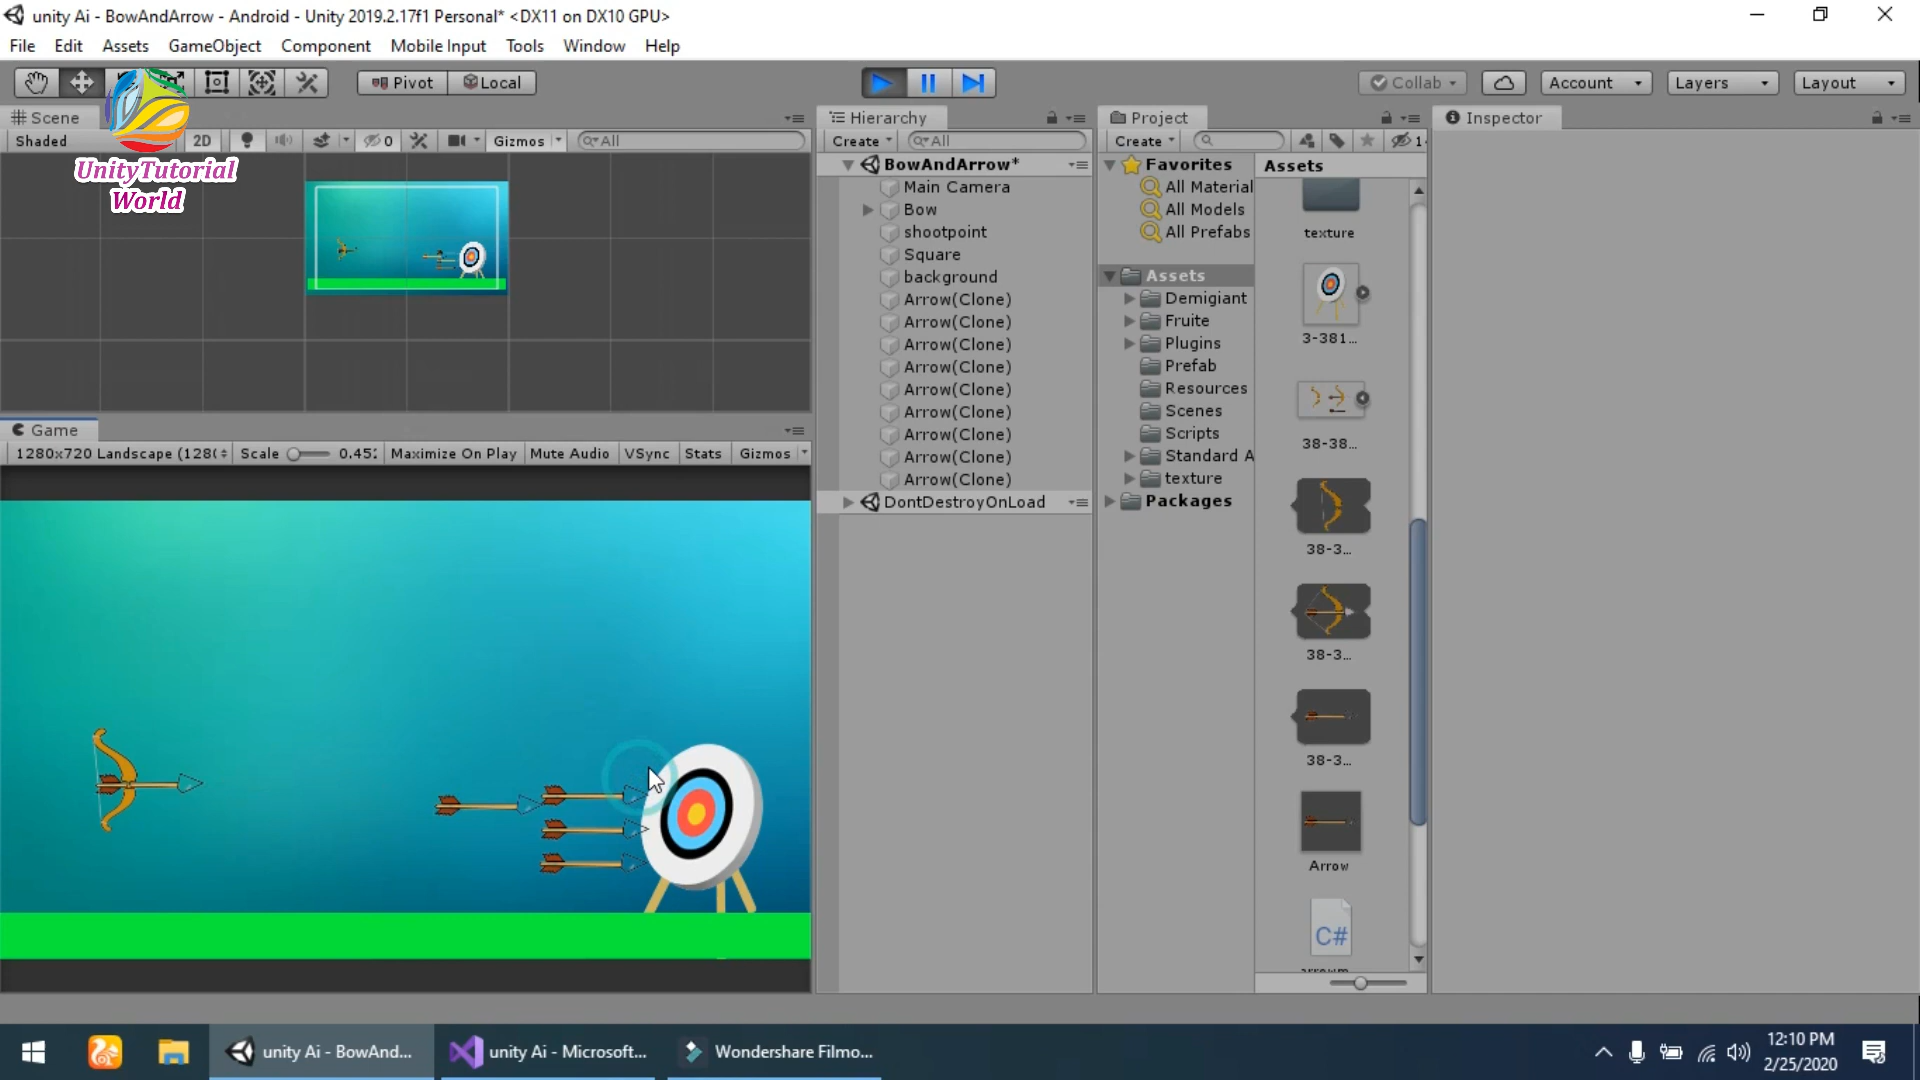 unity Ai - BowAndArrow - Android - Unity 2019.2.17f1 Personal* <DX11 on DX10 GPU>
File Edit Assets GameObject Component Mobile Input Tools Window Help
Pivot Local Collab Account Layers Layout
Scene
Shaded 2D 0 Gizmos All
UnityTutorial
World
Game
1280x720 Landscape (128( Scale 0.45 Maximize On Play Mute Audio VSync Stats Gizmos
Hierarchy
Create All
BowAndArrow*
Main Camera
Bow
shootpoint
Square
background
Arrow(Clone)
Arrow(Clone)
Arrow(Clone)
Arrow(Clone)
Arrow(Clone)
Arrow(Clone)
Arrow(Clone)
Arrow(Clone)
Arrow(Clone)
DontDestroyOnLoad
Project
Create 1
Favorites
All Material
All Models
All Prefabs
Assets
Demigiant
Fruite
Plugins
Prefab
Resources
Scenes
Scripts
Standard A
texture
Packages
Assets
texture
3-381...
38-38...
38-3...
38-3...
38-3...
Arrow
C#
Inspector
unity Ai - BowAnd...
unity Ai - Microsoft...
Wondershare Filmo...
12:10 PM
2/25/2020